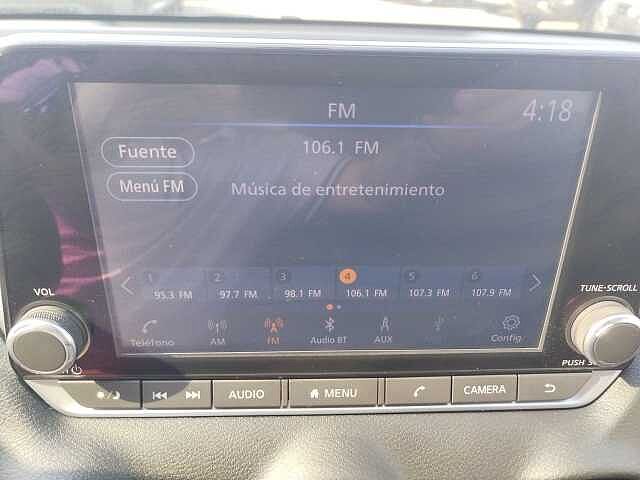 FM
4:18
Fuente
106.1 FM
Menú FM
Música de entretenimiento
1 2 3 4 5 6
95.3 FM 97.7 FM 98.1 FM 106.1 FM 107.3 FM 107.9 FM
Teléfono AM FM Audio BT AUX Config.
VOL
TUNE•SCROLL
PUSH
AUDIO MENU CAMERA